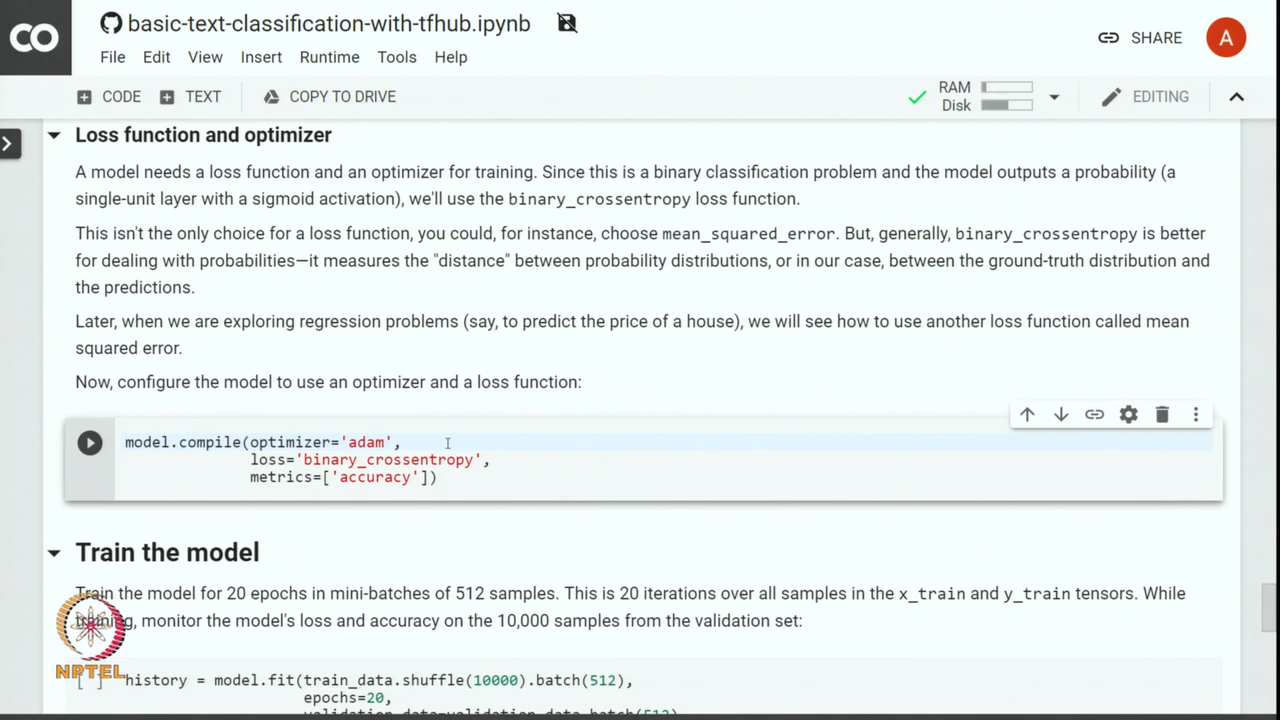 CO basic-text-classification-with-tfhub.ipynb
File Edit View Insert Runtime Tools Help
SHARE A
CODE TEXT COPY TO DRIVE
RAM
Disk
EDITING
Loss function and optimizer
A model needs a loss function and an optimizer for training. Since this is a binary classification problem and the model outputs a probability (a
single-unit layer with a sigmoid activation), we'll use the binary_crossentropy loss function.
This isn't the only choice for a loss function, you could, for instance, choose mean_squared_error. But, generally, binary_crossentropy is better
for dealing with probabilities—it measures the "distance" between probability distributions, or in our case, between the ground-truth distribution and
the predictions.
Later, when we are exploring regression problems (say, to predict the price of a house), we will see how to use another loss function called mean
squared error.
Now, configure the model to use an optimizer and a loss function:
model.compile(optimizer='adam',
loss='binary_crossentropy',
metrics=['accuracy'])
Train the model
Train the model for 20 epochs in mini-batches of 512 samples. This is 20 iterations over all samples in the x_train and y_train tensors. While
training, monitor the model's loss and accuracy on the 10,000 samples from the validation set:
NPTEL
[ ] history = model.fit(train_data.shuffle(10000).batch(512),
epochs=20,
validation_data=validation_data.batch(512),